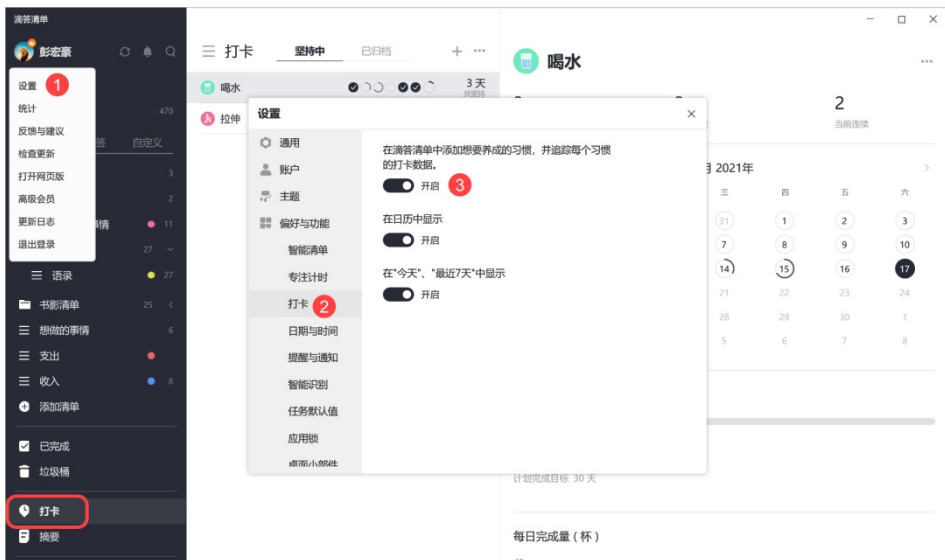 滴答清单
彭宏豪
设置 1
统计
反馈与建议
检查更新
打开网页版
高级会员
更新日志
退出登录
470
签 自定义
3
2
事情 11
27
语录 27
书影清单 25
想做的事情 6
支出
收入 8
添加清单
已完成
垃圾桶
打卡
摘要
打卡 坚持中 已归档
喝水 3 天
共坚持
拉伸
设置
通用
账户
主题
偏好与功能
智能清单
专注计时
打卡 2
日期与时间
提醒与通知
智能识别
任务默认值
应用锁
桌面小部件
在滴答清单中添加想要养成的习惯，并追踪每个习惯
的打卡数据。
开启 3
在日历中显示
开启
在"今天"、"最近7天"中显示
开启
喝水
2
当前连续
月 2021年
三 四 五 六
31 1 2 3
7 8 9 10
14 15 16 17
21 22 23 24
28 29 30 1
5 6 7 8
计划完成目标 30 天
每日完成量 ( 杯 )